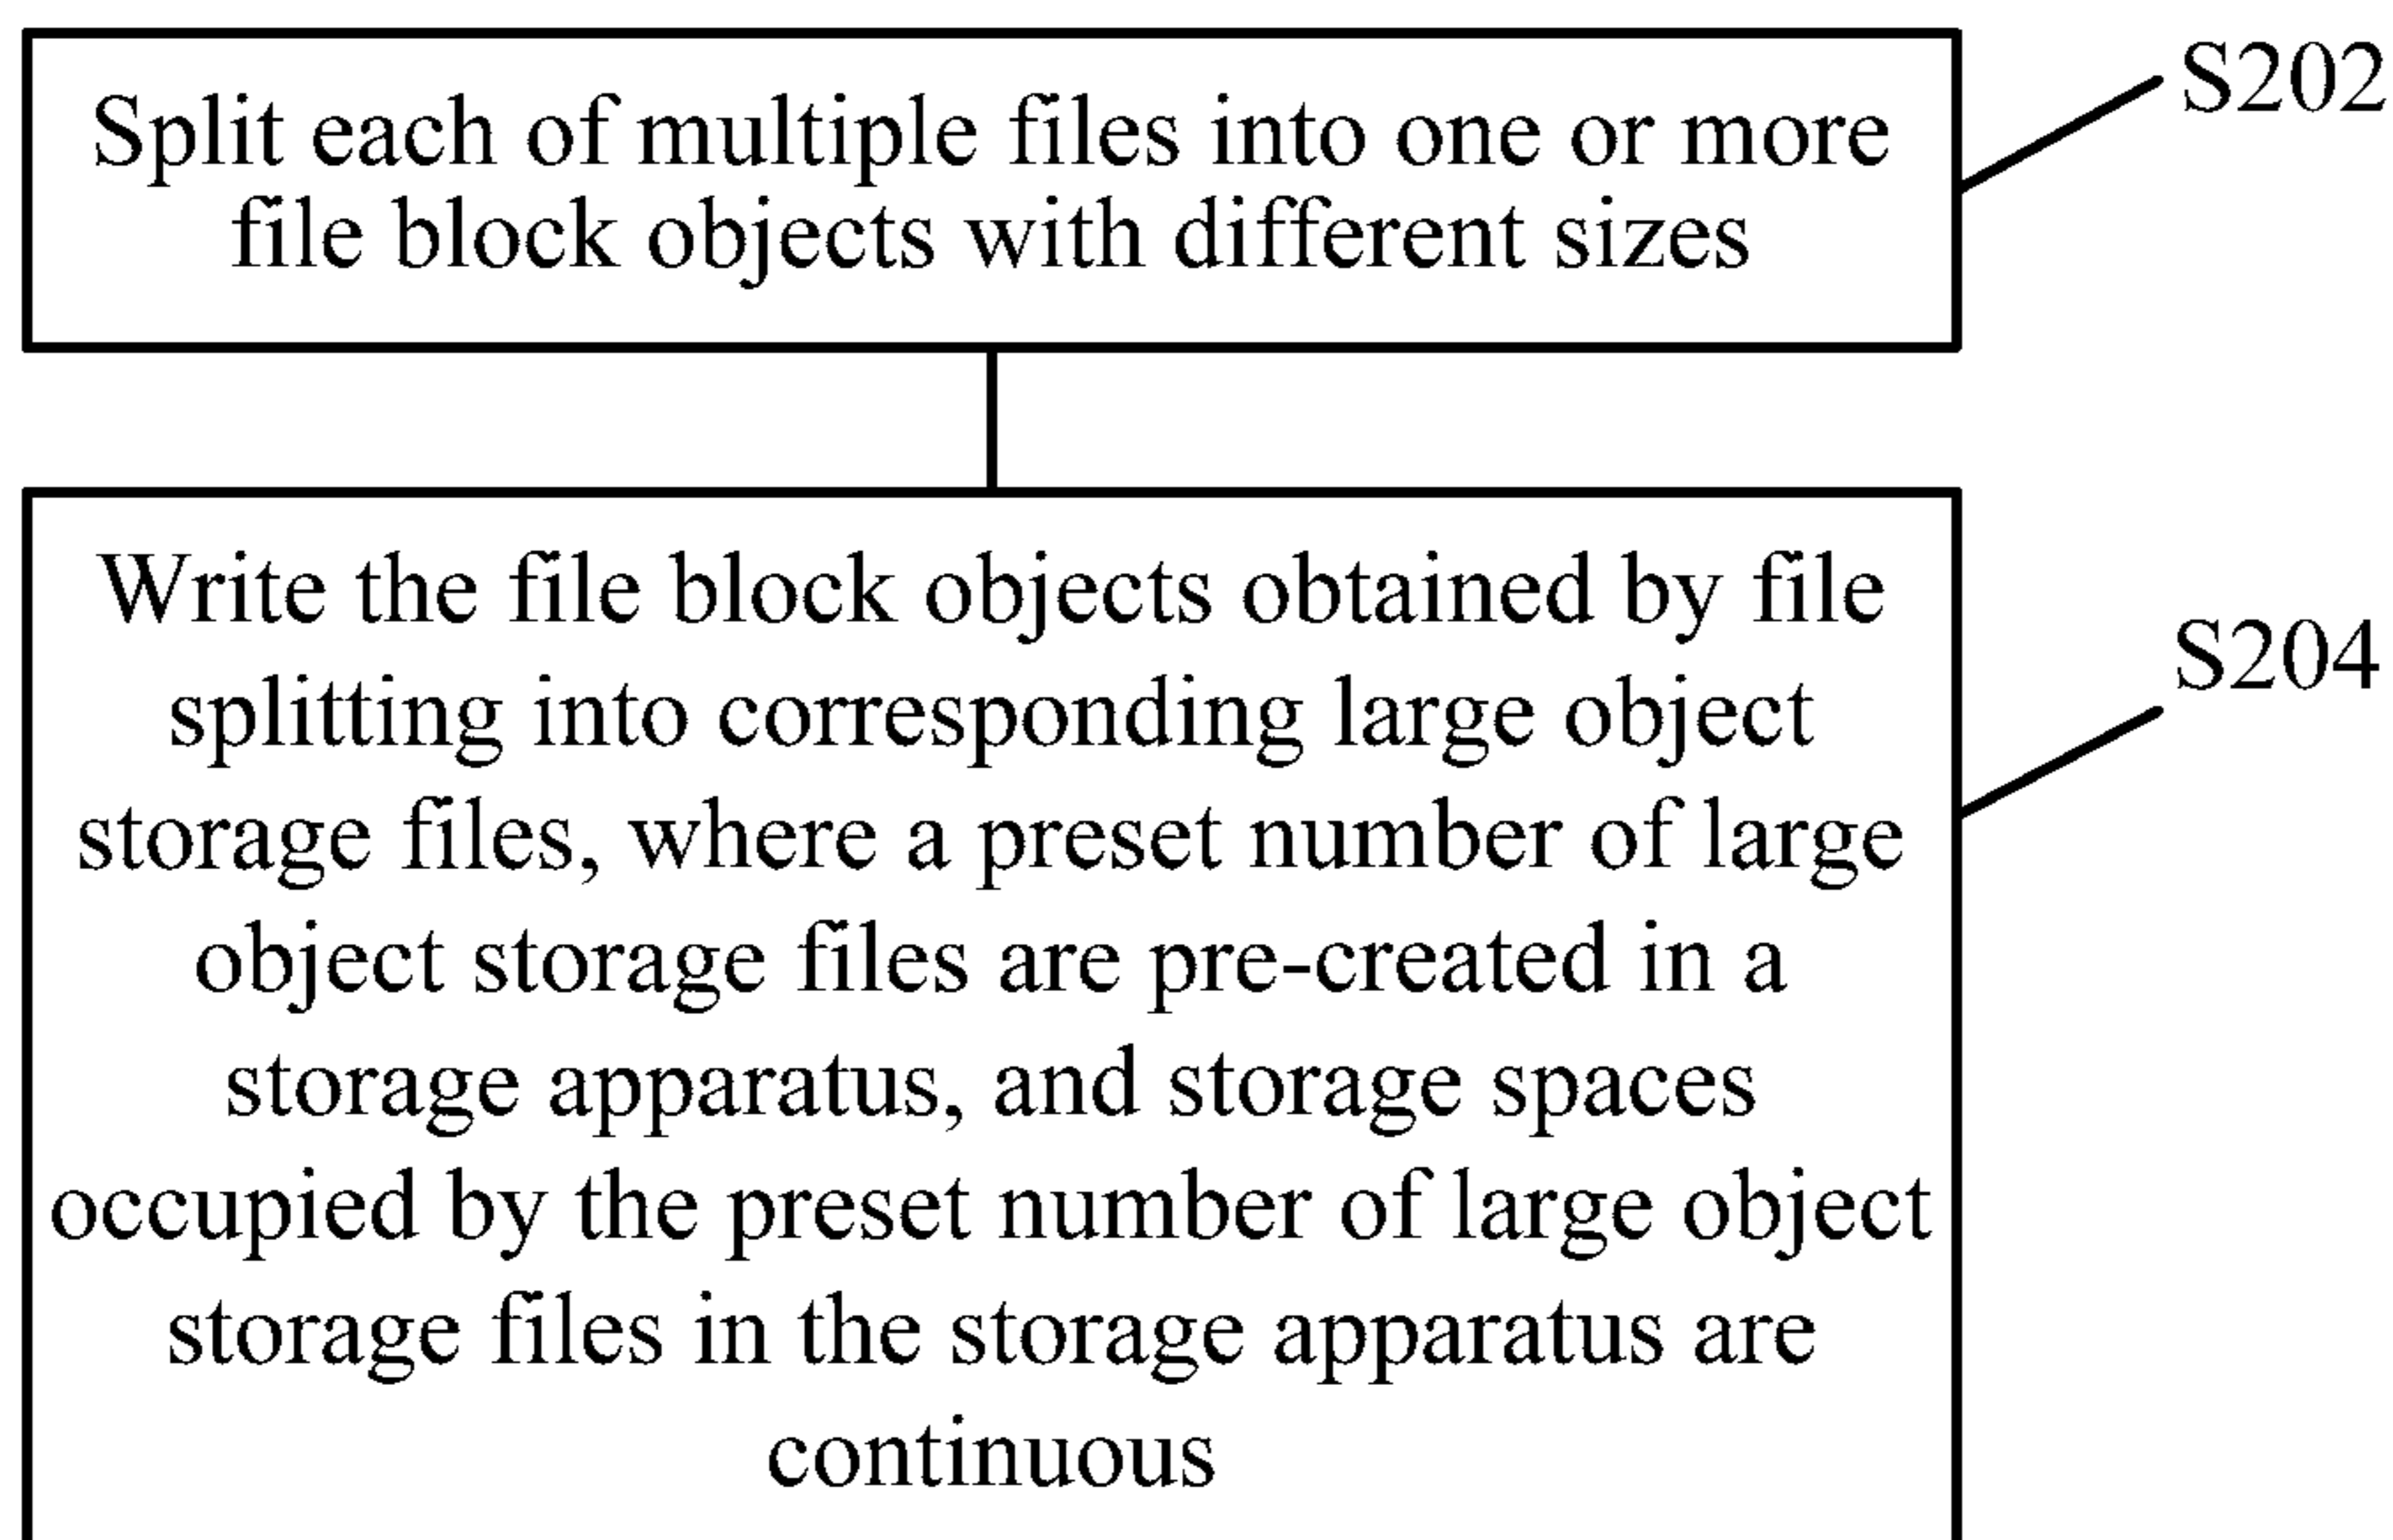 Split each of multiple files into one or more
file block objects with different sizes
S202
Write the file block objects obtained by file
splitting into corresponding large object
storage files, where a preset number of large
object storage files are pre-created in a
storage apparatus, and storage spaces
occupied by the preset number of large object
storage files in the storage apparatus are
continuous
S204